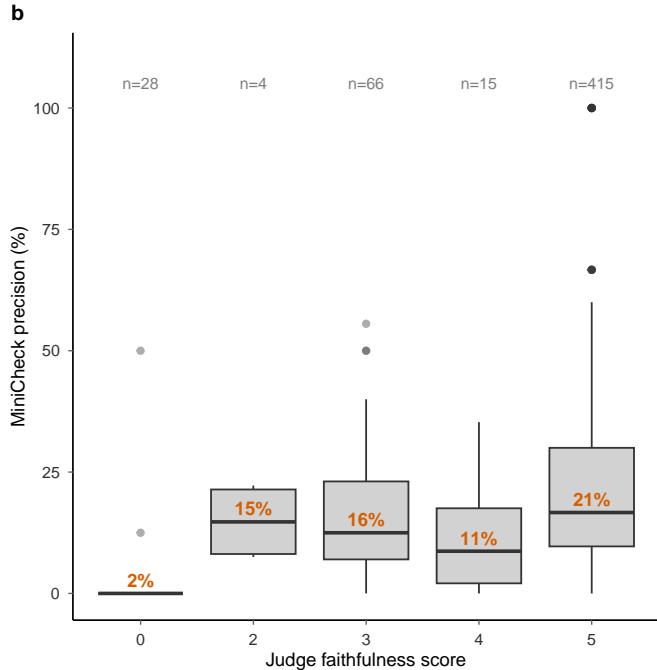 b
n=28 n=4 n=66 n=15 n=415
100
75
50
25
0
MiniCheck precision (%)
2% 15% 16% 11% 21%
0 2 3 4 5
Judge faithfulness score